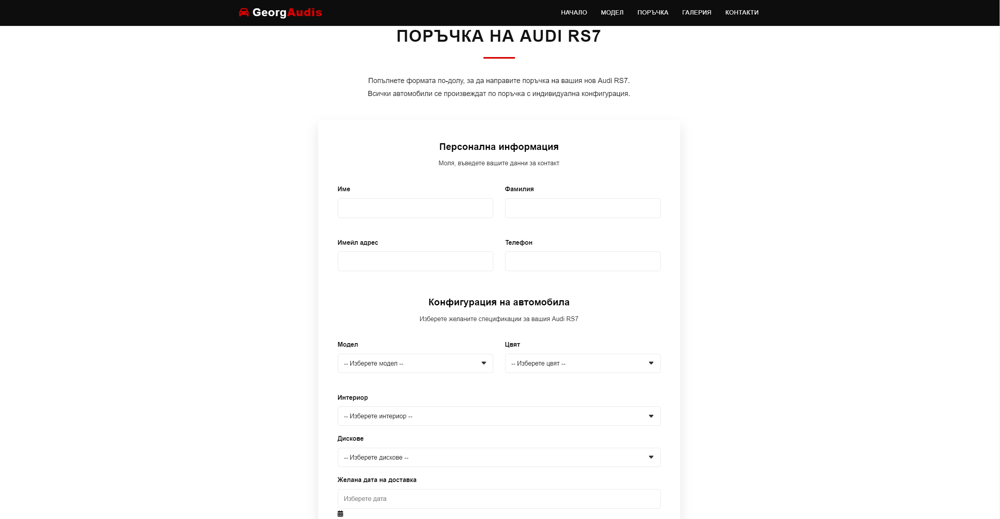 GeorgAudis
НАЧАЛО МОДЕЛ ПОРЪЧКА ГАЛЕРИЯ КОНТАКТИ
ПОРЪЧКА НА AUDI RS7
Попълнете формата по-долу, за да направите поръчка на вашия нов Audi RS7.
Всички автомобили се произвеждат по поръчка с индивидуална конфигурация.
Персонална информация
Моля, въведете вашите данни за контакт
Име
Фамилия
Имейл адрес
Телефон
Конфигурация на автомобила
Изберете желаните спецификации за вашия Audi RS7
Модел
-- Изберете модел --
Цвят
-- Изберете цвят --
Интериор
-- Изберете интериор --
Дискове
-- Изберете дискове --
Желана дата на доставка
Изберете дата